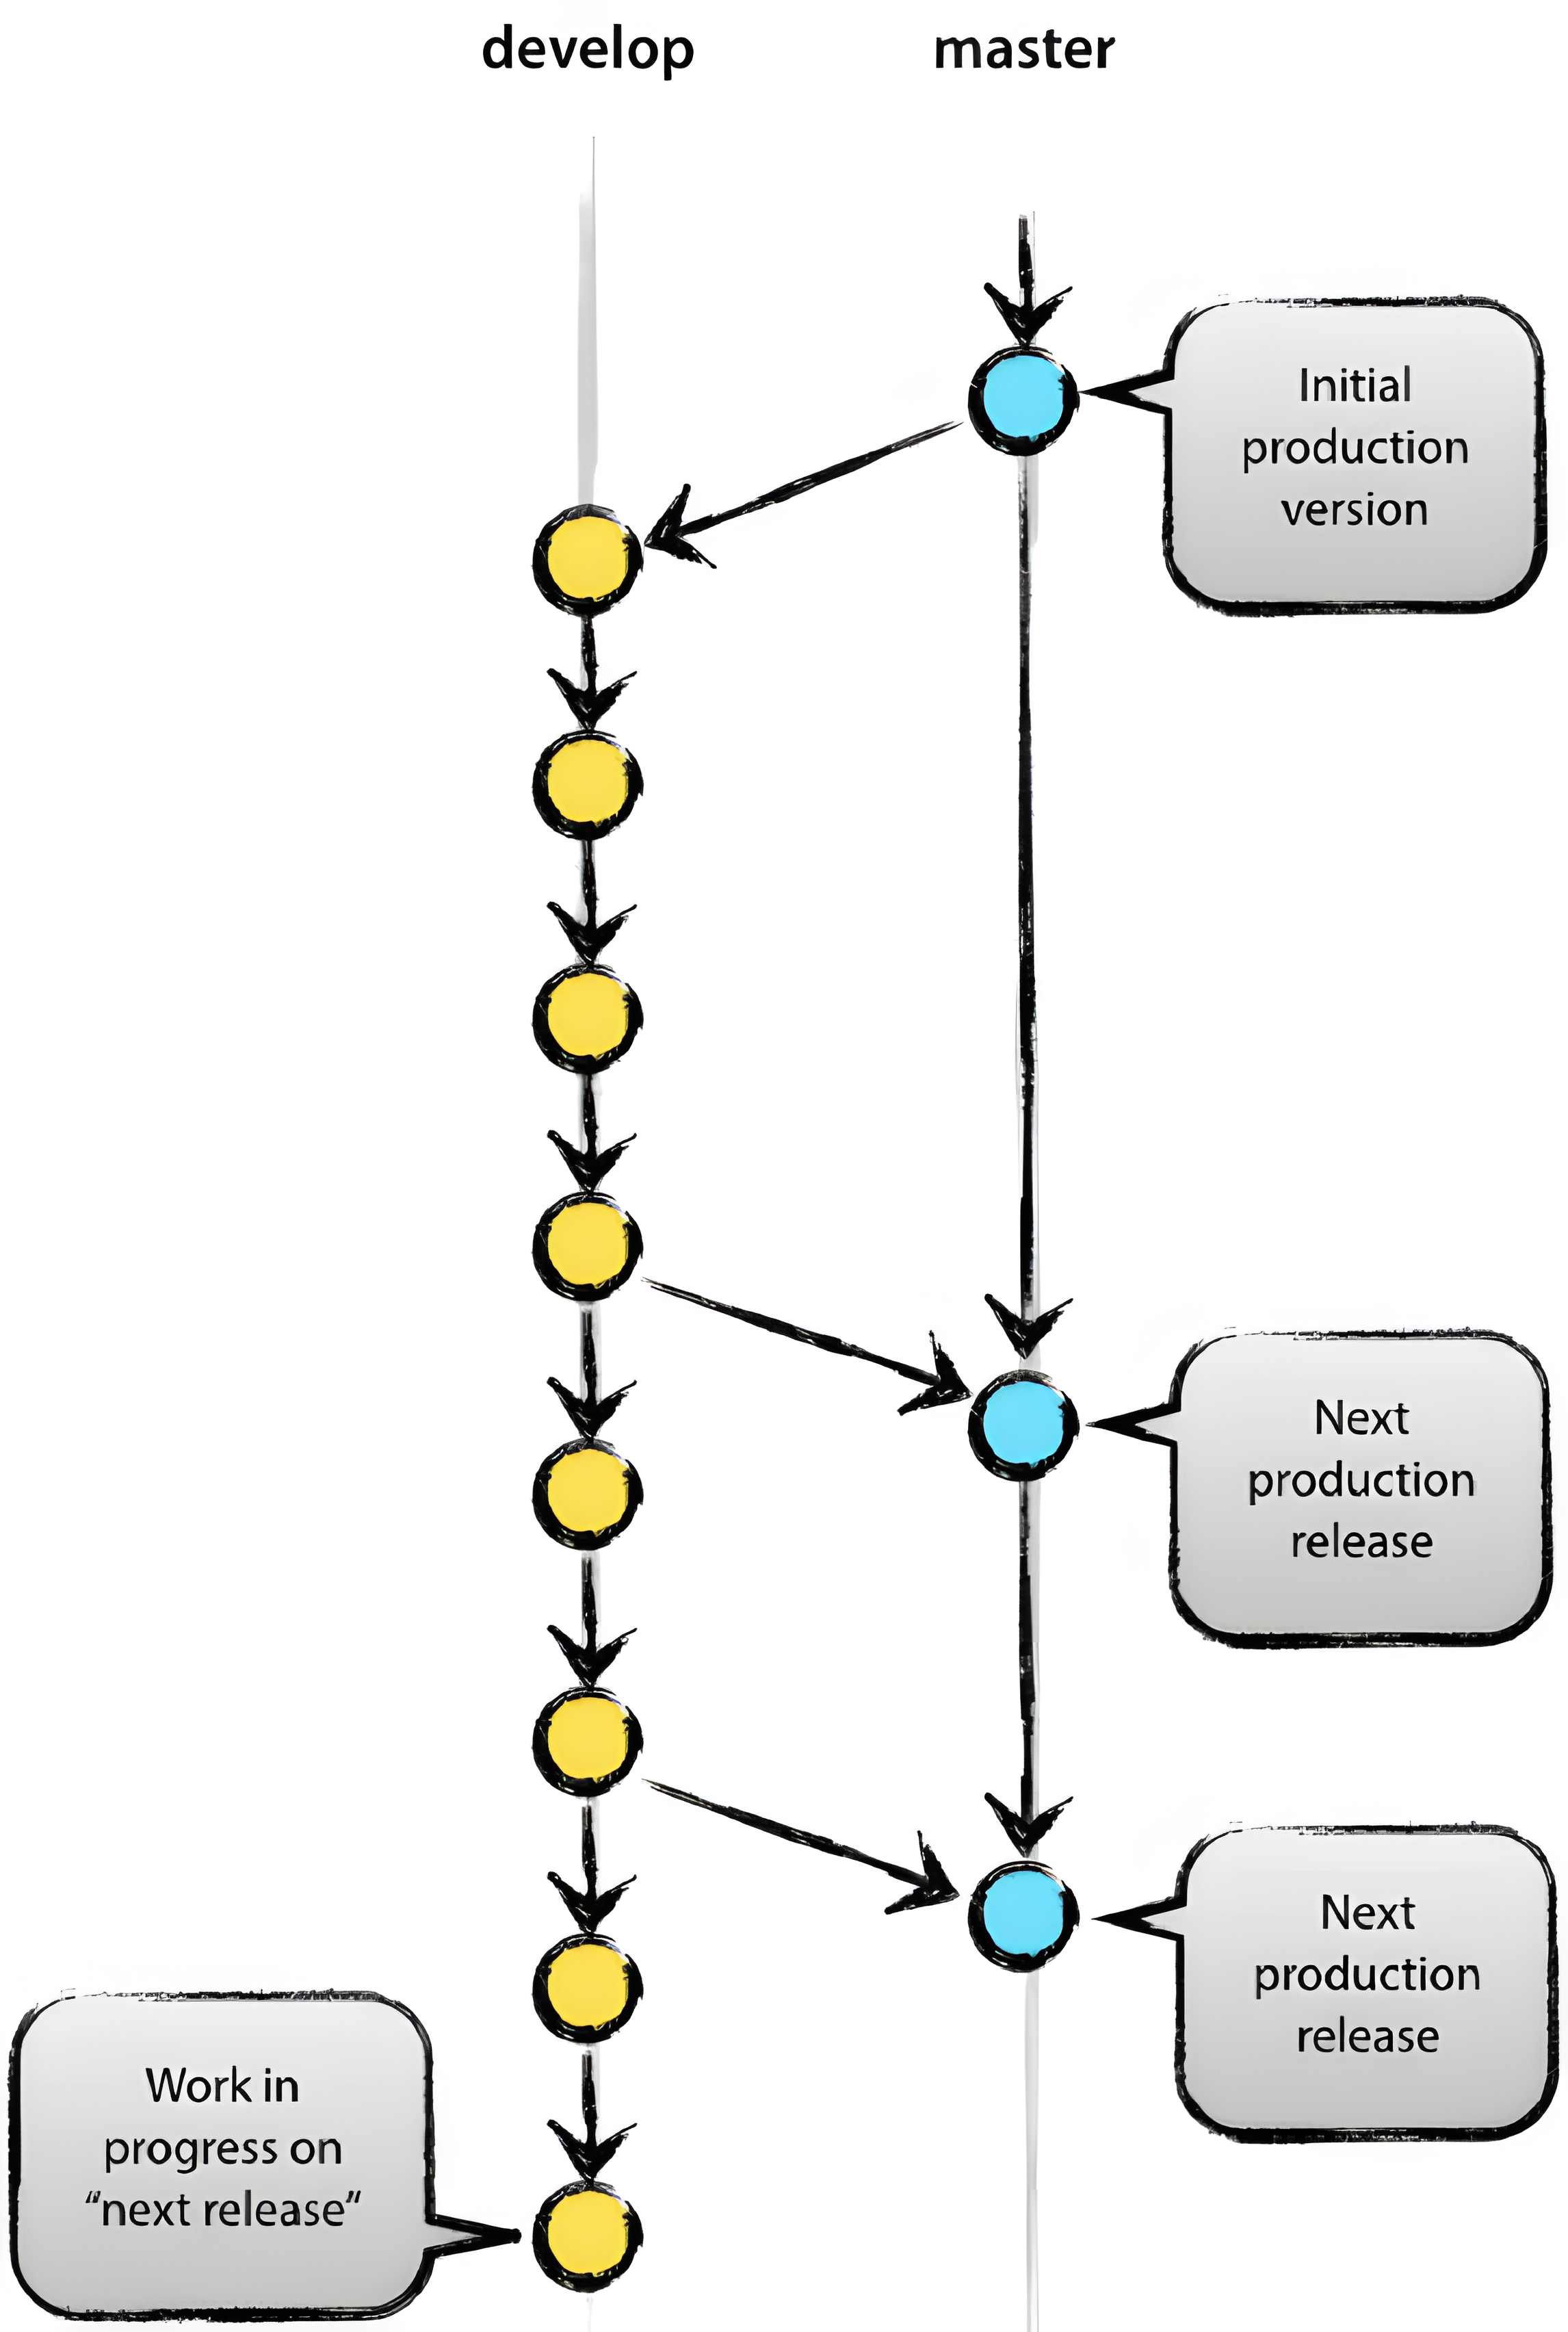 develop
master
Initial
production
version
Next
production
release
Next
production
release
Work in
progress on
“next release”